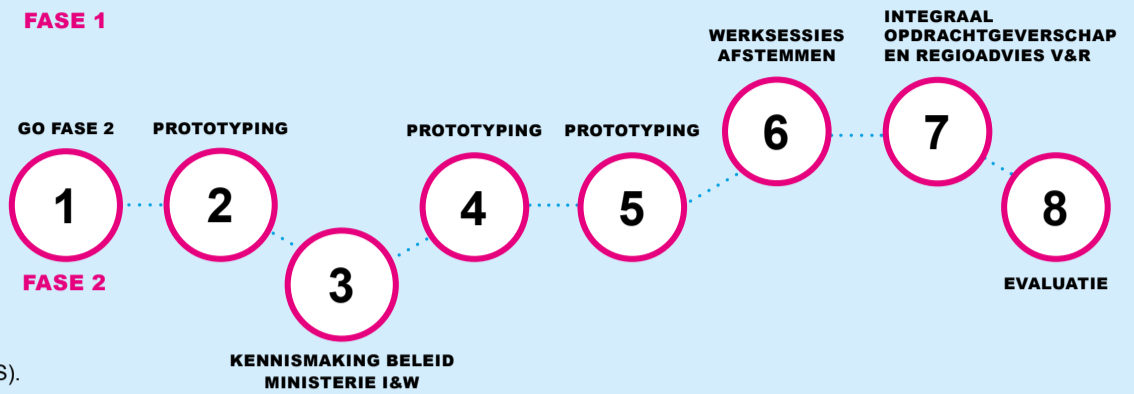 FASE 1
GO FASE 2
1
FASE 2
PROTOTYPING
2
3
KENNISMAKING BELEID
MINISTERIE I&W
PROTOTYPING
4
PROTOTYPING
5
WERKSESSIES
AFSTEMMEN
6
INTEGRAAL
OPDRACHTGEVERSCHAP
EN REGIOADVIES V&R
7
8
EVALUATIE